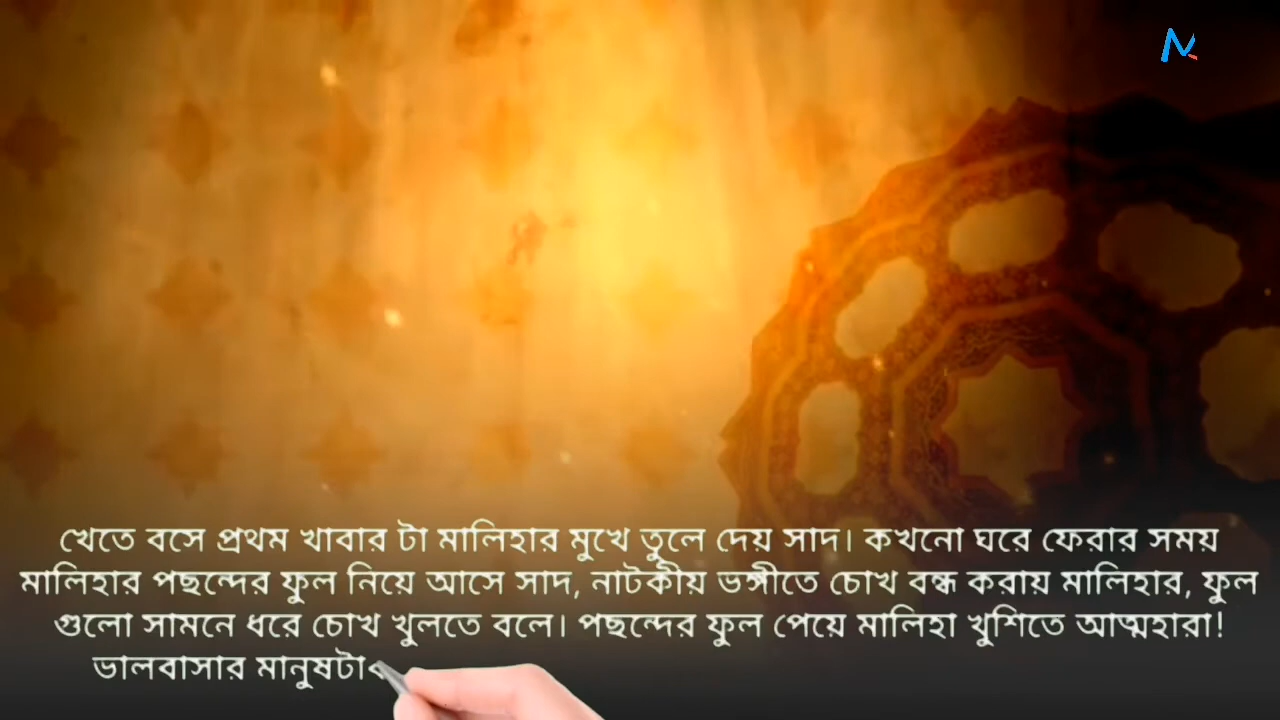 খেতে বসে প্রথম খাবার টা মালিহার মুখে তুলে দেয় সাদ। কখনো ঘরে ফেরার সময়
মালিহার পছন্দের ফুল নিয়ে আসে সাদ, নাটকীয় ভঙ্গীতে চোখ বন্ধ করায় মালিহার, ফুল
গুলো সামনে ধরে চোখ খুলতে বলে। পছন্দের ফুল পেয়ে মালিহা খুশিতে আত্মহারা!
ভালবাসার